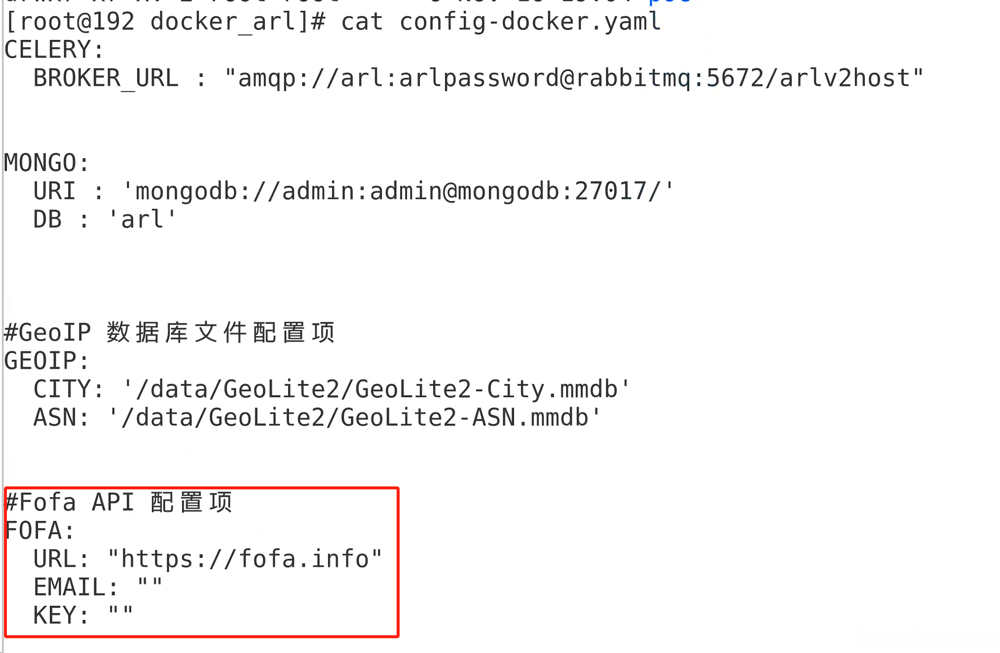 [root@192 docker_arl]# cat config-docker.yaml
CELERY:
  BROKER_URL : "amqp://arl:arlpassword@rabbitmq:5672/arlv2host"
MONGO:
  URI : 'mongodb://admin:admin@mongodb:27017/'
  DB : 'arl'
#GeoIP 数据库文件配置项
GEOIP:
  CITY: '/data/GeoLite2/GeoLite2-City.mmdb'
  ASN: '/data/GeoLite2/GeoLite2-ASN.mmdb'
#Fofa API 配置项
FOFA:
  URL: "https://fofa.info"
  EMAIL: ""
  KEY: ""